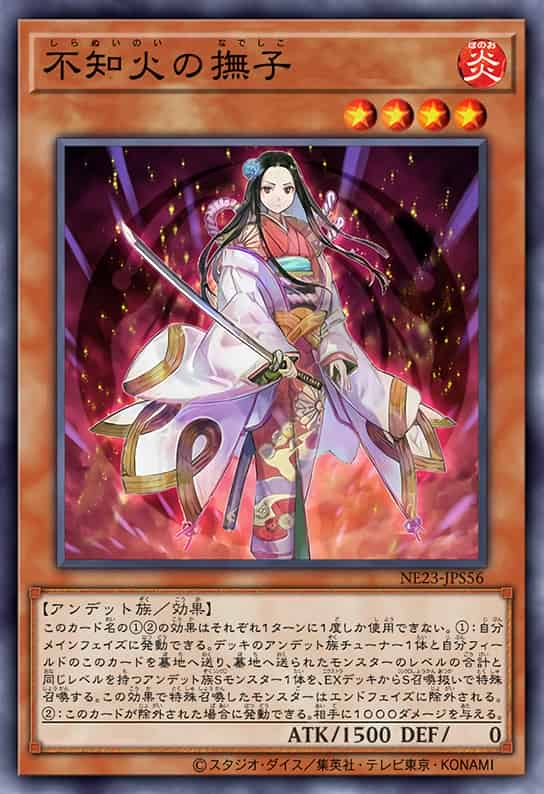 しらぬいのい なでしこ
不知火の撫子
ほのお
炎
NE23-JPS56
【アンデット族／効果】
このカード名の①②の効果はそれぞれ１ターンに１度しか使用できない。①：自分
メインフェイズに発動できる。デッキのアンデット族チューナー１体と自分フィー
ルドのこのカードを墓地へ送り、墓地へ送られたモンスターのレベルの合計と
同じレベルを持つアンデット族Ｓモンスター１体を、ＥＸデッキからＳ召喚扱いで特殊
召喚する。この効果で特殊召喚したモンスターはエンドフェイズに除外される。
②：このカードが除外された場合に発動できる。相手に１０００ダメージを与える。
ATK/1500 DEF/ 0
©スタジオ・ダイス／集英社・テレビ東京・KONAMI